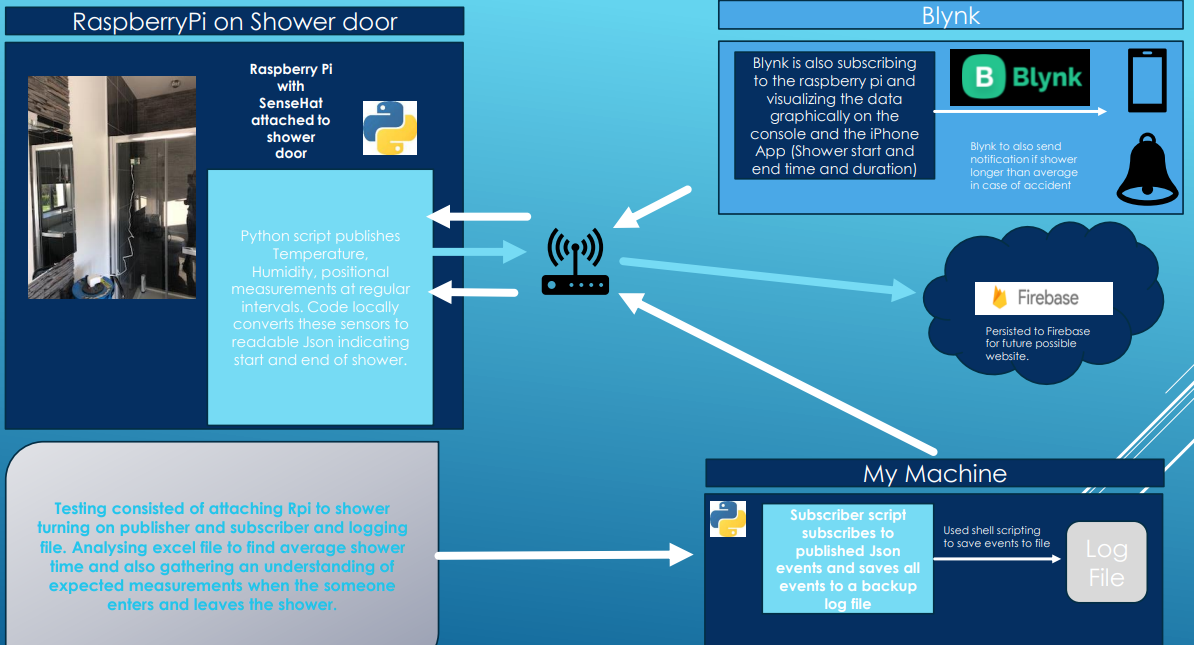 RaspberryPi on Shower door
Raspberry Pi
with
SenseHat
attached to
shower
door
Python script publishes
Temperature,
Humidity, positional
measurements at regular
intervals. Code locally
converts these sensors to
readable Json indicating
start and end of shower.
Blynk
Blynk is also subscribing
to the raspberry pi and
visualizing the data
graphically on the
console and the iPhone
App (Shower start and
end time and duration)
B Blynk
Blynk to also send
notification if shower
longer than average
in case of accident
Firebase
Persisted to Firebase
for future possible
website.
Testing consisted of attaching Rpi to shower
turning on publisher and subscriber and logging
file. Analysing excel file to find average shower
time and also gathering an understanding of
expected measurements when the someone
enters and leaves the shower.
My Machine
Subscriber script
subscribes to
published Json
events and saves all
events to a backup
log file
Used shell scripting
to save events to file
Log
File